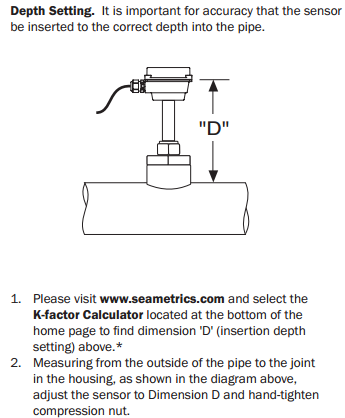 Depth Setting. It is important for accuracy that the sensor
be inserted to the correct depth into the pipe.
"D"
1. Please visit www.seametrics.com and select the
K-factor Calculator located at the bottom of the
home page to find dimension 'D' (insertion depth
setting) above.*
2. Measuring from the outside of the pipe to the joint
in the housing, as shown in the diagram above,
adjust the sensor to Dimension D and hand-tighten
compression nut.